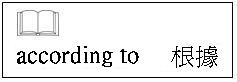 according to 根據